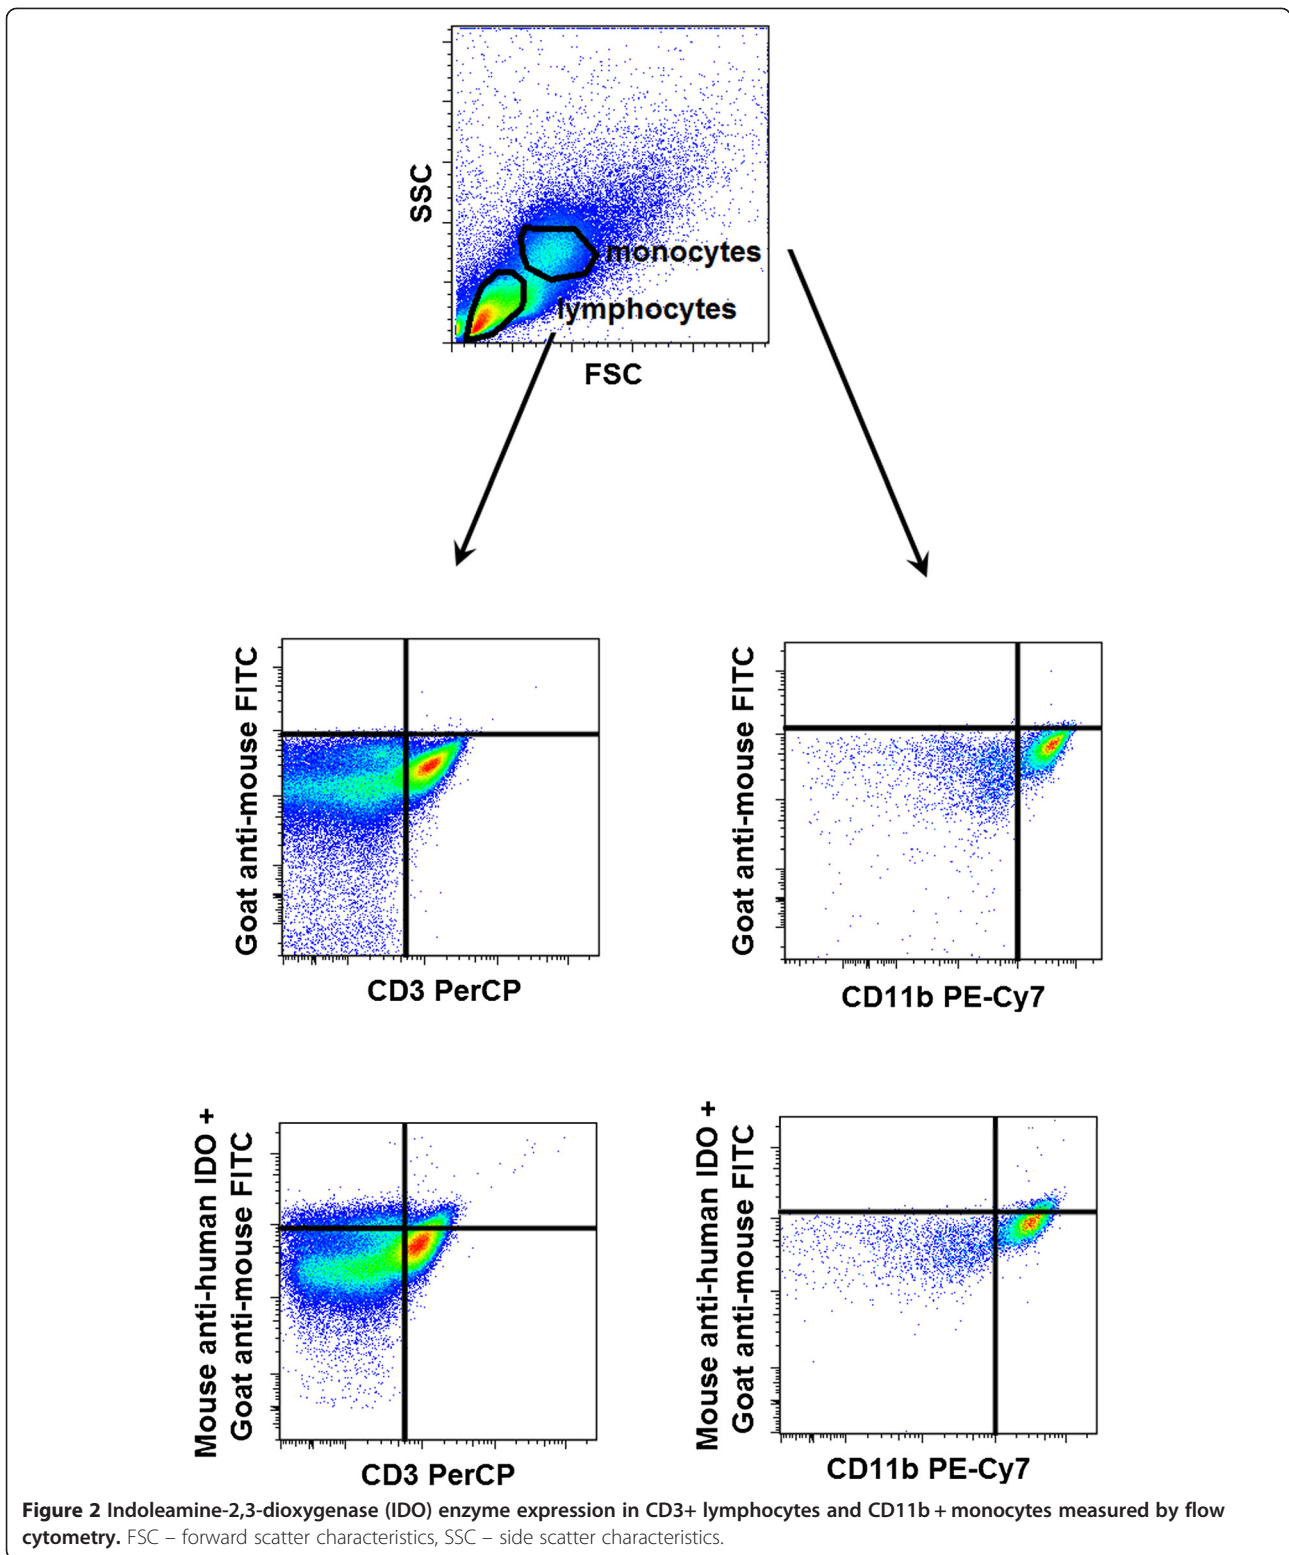 SSC
monocytes
lymphocytes
FSC
Goat anti-mouse FITC
CD3 PerCP
Goat anti-mouse FITC
CD11b PE-Cy7
Mouse anti-human IDO +
Goat anti-mouse FITC
CD3 PerCP
Mouse anti-human IDO +
Goat anti-mouse FITC
CD11b PE-Cy7
Figure 2 Indoleamine-2,3-dioxygenase (IDO) enzyme expression in CD3+ lymphocytes and CD11b + monocytes measured by flow
cytometry. FSC – forward scatter characteristics, SSC – side scatter characteristics.